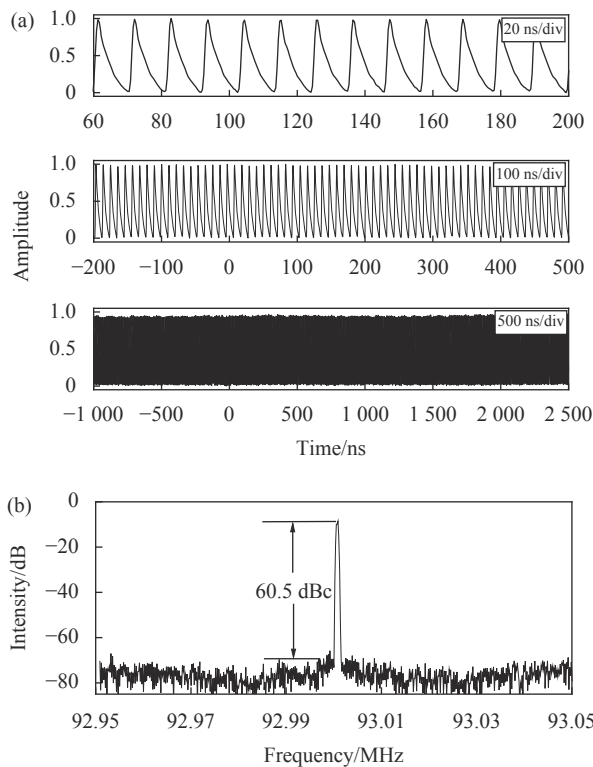 (a)
20 ns/div
1.0
0.5
0
60 80 100 120 140 160 180 200
100 ns/div
1.0
0.5
0
−200 −100 0 100 200 300 400 500
Amplitude
500 ns/div
1.0
0.5
0
−1 000 −500 0 500 1 000 1 500 2 000 2 500
Time/ns
(b)
0
−20
−40
−60
−80
Intensity/dB
60.5 dBc
92.95 92.97 92.99 93.01 93.03 93.05
Frequency/MHz